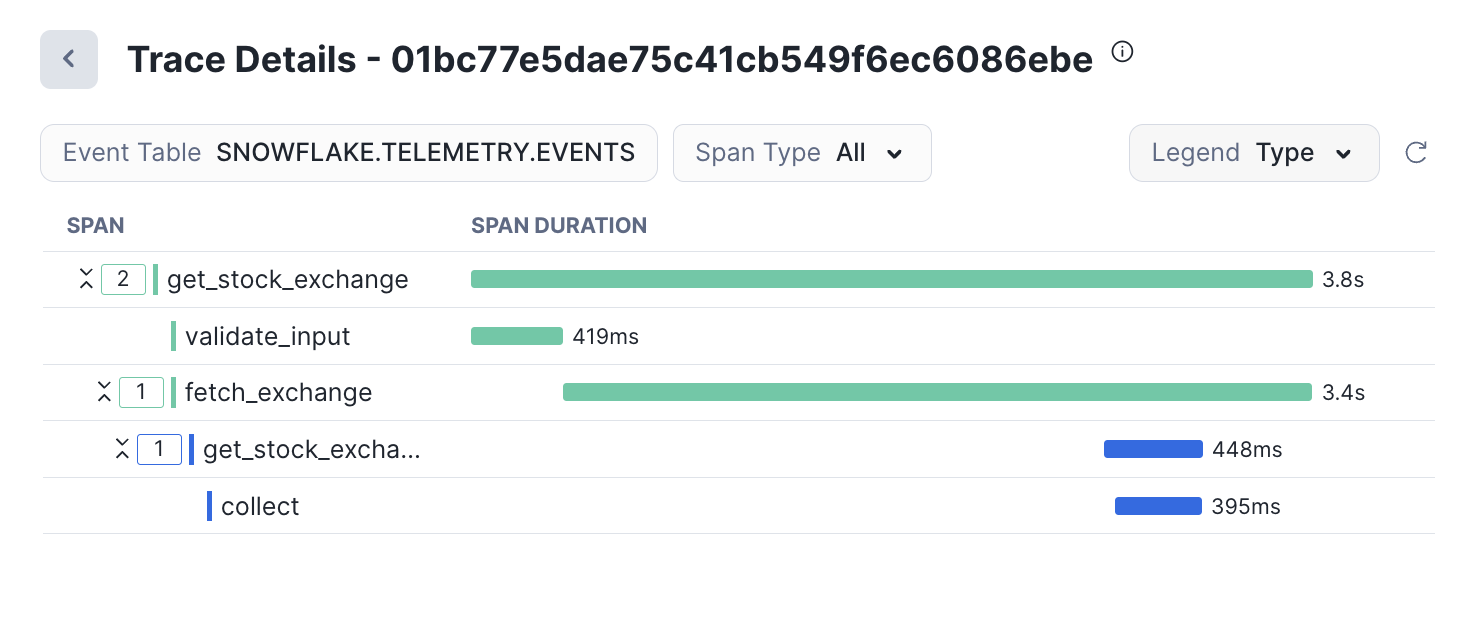 Trace Details - 01bc77e5dae75c41cb549f6ec6086ebe
Event Table SNOWFLAKE.TELEMETRY.EVENTS Span Type All Legend Type
SPAN SPAN DURATION
2 get_stock_exchange 3.8s
validate_input 419ms
1 fetch_exchange 3.4s
1 get_stock_excha... 448ms
collect 395ms